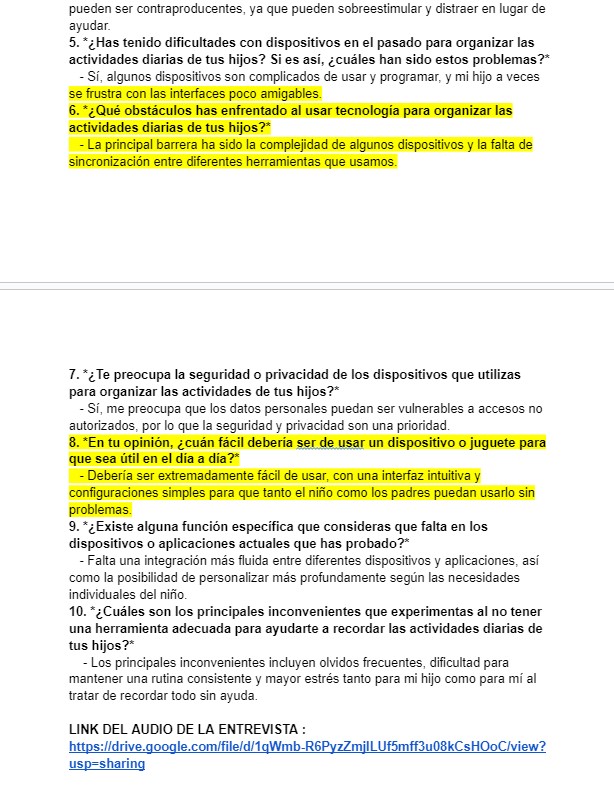 pueden ser contraproducentes, ya que pueden sobreestimular y distraer en lugar de
ayudar.
5. *¿Has tenido dificultades con dispositivos en el pasado para organizar las
actividades diarias de tus hijos? Si es así, ¿cuáles han sido estos problemas?*
- Sí, algunos dispositivos son complicados de usar y programar, y mi hijo a veces
se frustra con las interfaces poco amigables.
6. *¿Qué obstáculos has enfrentado al usar tecnología para organizar las
actividades diarias de tus hijos?*
- La principal barrera ha sido la complejidad de algunos dispositivos y la falta de
sincronización entre diferentes herramientas que usamos.
7. *¿Te preocupa la seguridad o privacidad de los dispositivos que utilizas
para organizar las actividades de tus hijos?*
- Sí, me preocupa que los datos personales puedan ser vulnerables a accesos no
autorizados, por lo que la seguridad y privacidad son una prioridad.
8. *En tu opinión, ¿cuán fácil debería ser de usar un dispositivo o juguete para
que sea útil en el día a día?*
- Debería ser extremadamente fácil de usar, con una interfaz intuitiva y
configuraciones simples para que tanto el niño como los padres puedan usarlo sin
problemas.
9. *¿Existe alguna función específica que consideras que falta en los
dispositivos o aplicaciones actuales que has probado?*
- Falta una integración más fluida entre diferentes dispositivos y aplicaciones, así
como la posibilidad de personalizar más profundamente según las necesidades
individuales del niño.
10. *¿Cuáles son los principales inconvenientes que experimentas al no tener
una herramienta adecuada para ayudarte a recordar las actividades diarias de
tus hijos?*
- Los principales inconvenientes incluyen olvidos frecuentes, dificultad para
mantener una rutina consistente y mayor estrés tanto para mi hijo como para mí al
tratar de recordar todo sin ayuda.
LINK DEL AUDIO DE LA ENTREVISTA :
https://drive.google.com/file/d/1qWmb-R6PyzZmjlLUf5mff3u08kCsHOoC/view?
usp=sharing